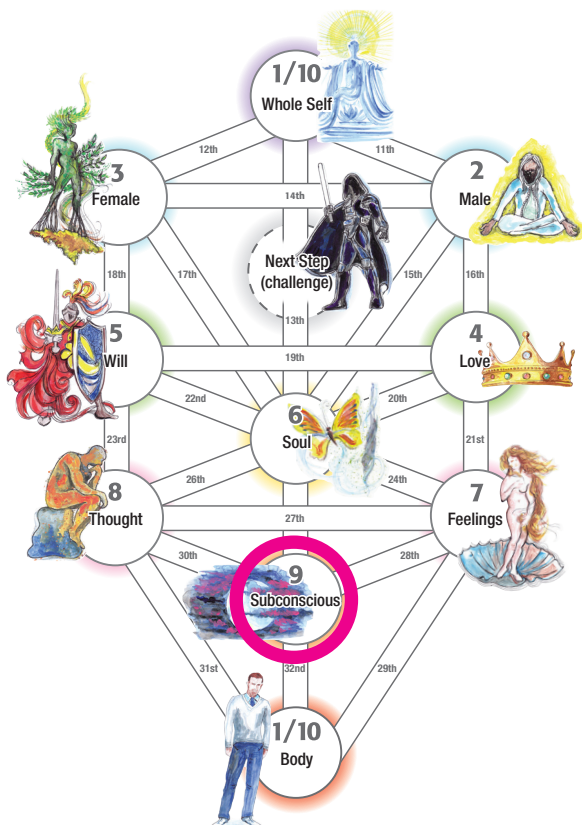 1/10
Whole Self
12th
11th
3
Female
2
Male
14th
Next Step
(challenge)
18th
17th
15th
16th
13th
5
Will
4
Love
19th
22nd
20th
6
Soul
23rd
21st
26th
24th
8
Thought
7
Feelings
27th
30th
28th
9
Subconscious
31st
32nd
29th
1/10
Body